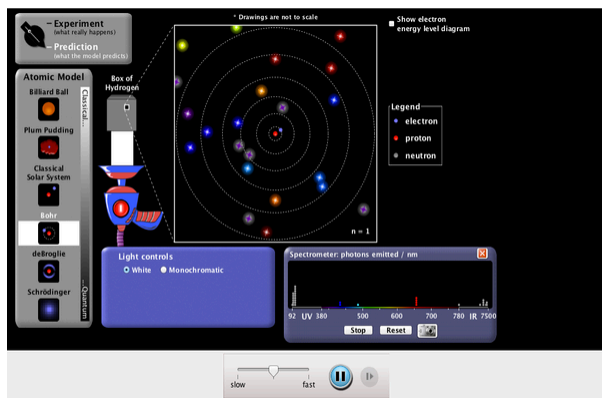 * Drawings are not to scale
Experiment
(what really happens)
Prediction
(what the model predicts)
Show electron
energy level diagram
Atomic Model
Billiard Ball
Plum Pudding
Classical
Solar System
Bohr
deBroglie
Schrödinger
Classical...
...Quantum
Box of
Hydrogen
n = 1
Legend
electron
proton
neutron
Light controls
White
Monochromatic
Spectrometer: photons emitted / nm
92 UV 380 500 600 700 780 IR 7500
Stop
Reset
slow
fast